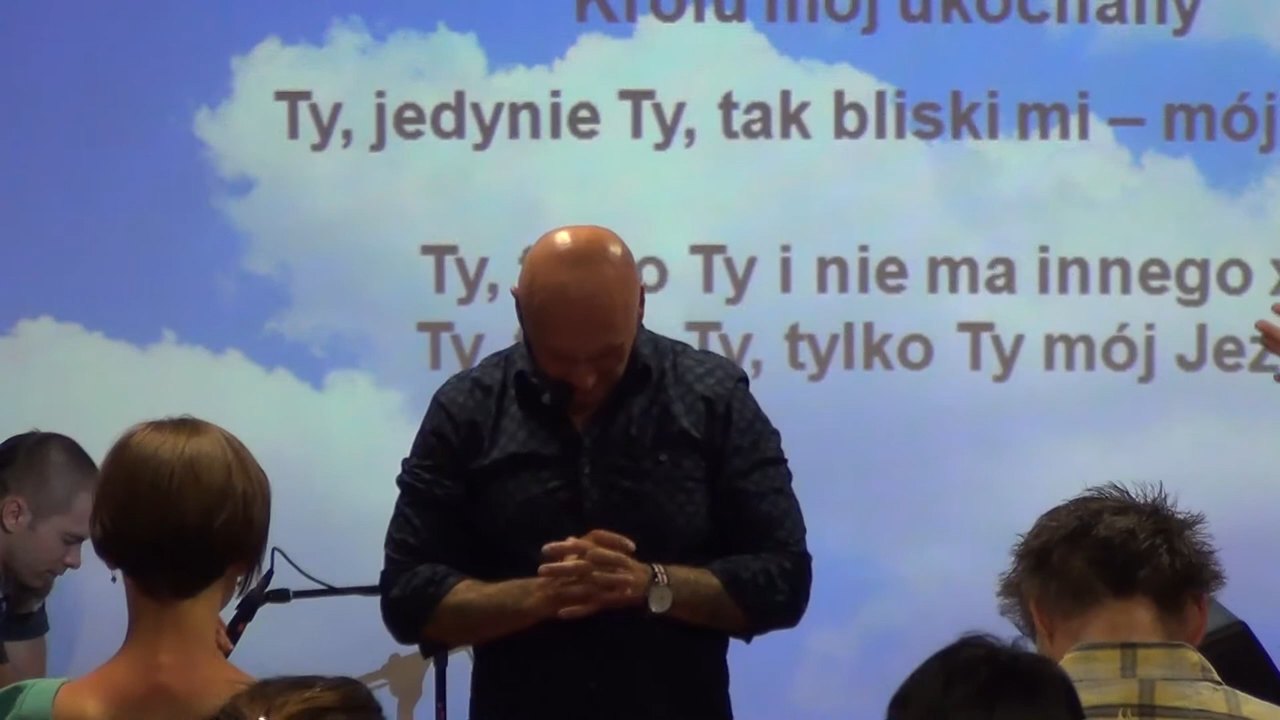 Królu mój ukochany
Ty, jedynie Ty, tak bliski mi – mój
Ty, Ty i nie ma innego
Ty, Ty, tylko Ty mój